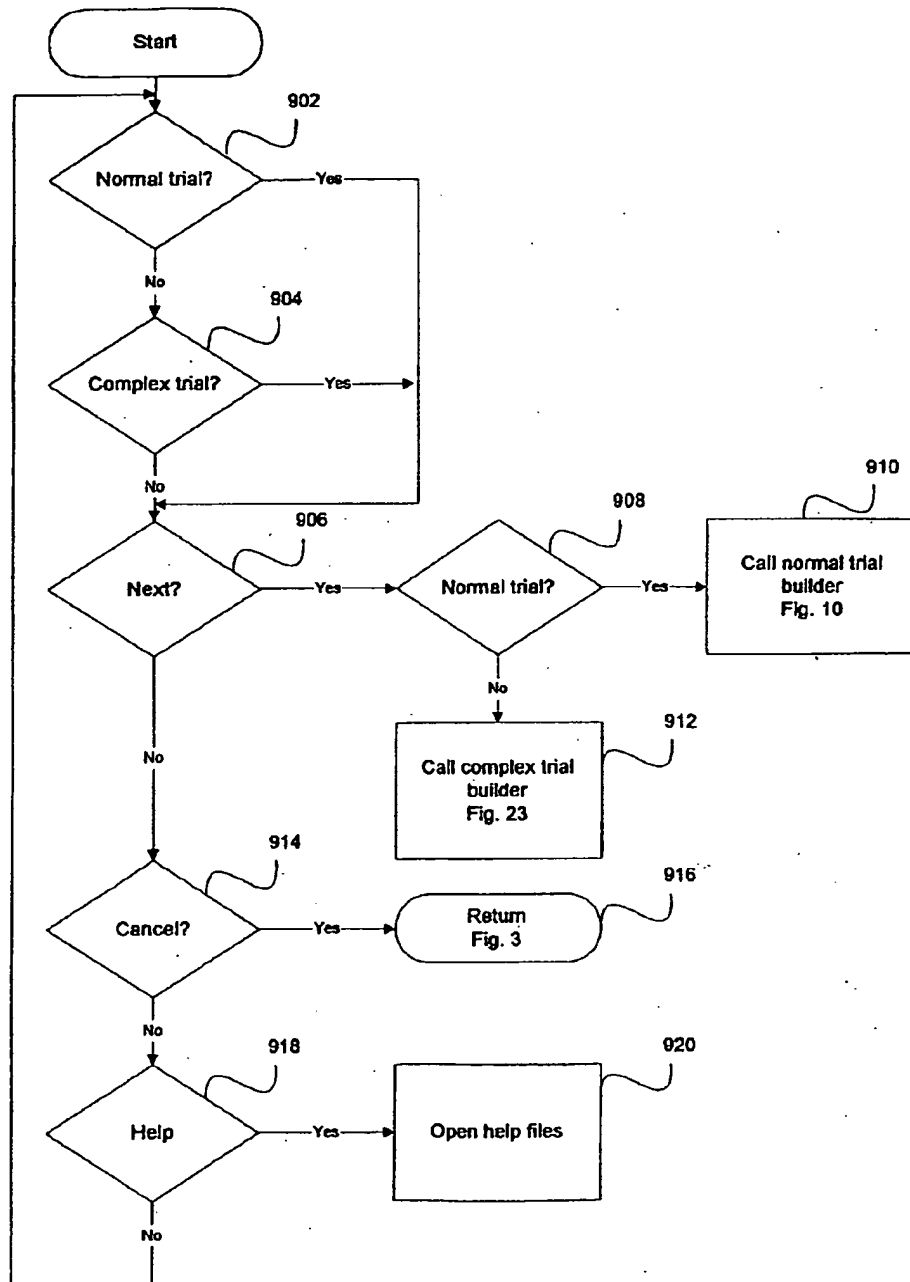 Start
902
Normal trial?
Yes
No
904
Complex trial?
Yes
No
906
Next?
Yes
908
Normal trial?
Yes
910
Call normal trial
builder
Fig. 10
No
912
Call complex trial
builder
Fig. 23
No
914
Cancel?
Yes
916
Return
Fig. 3
No
918
Help
Yes
920
Open help files
No